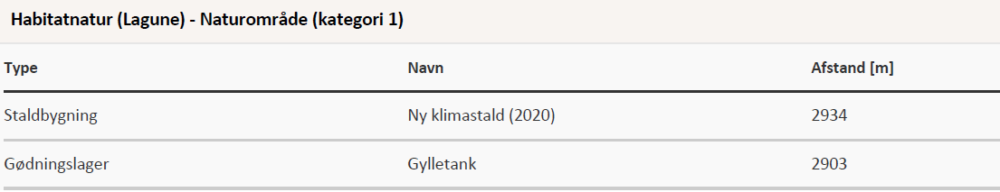 Habitatnatur (Lagune) - Naturområde (kategori 1)
Type Navn Afstand [m]
Staldbygning Ny klimastald (2020) 2934
Gødningslager Gylletank 2903